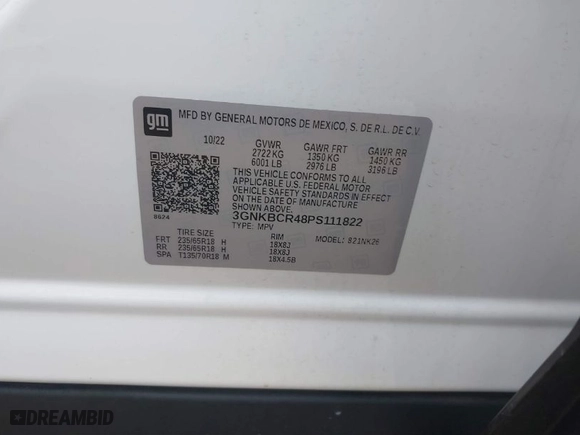 gm
MFD BY GENERAL MOTORS DE MEXICO, S. DE R.L. DE C.V.
10/22 GVWR GAWR FRT GAWR RR
2722 KG 1350 KG 1450 KG
6001 LB 2976 LB 3196 LB
THIS VEHICLE CONFORMS TO ALL
APPLICABLE U.S. FEDERAL MOTOR
VEHICLE SAFETY STANDARDS IN EFFECT
ON THE DATE OF MANUFACTURE
SHOWN ABOVE.
8624 3GNKBCR48PS111822
TYPE: MPV MODEL: 821NK26
TIRE SIZE RIM
FRT 235/65R18 H 18X8J
RR 235/65R18 H 18X8J
SPA T135/70R18 M 18X4.5B
DREAMBID